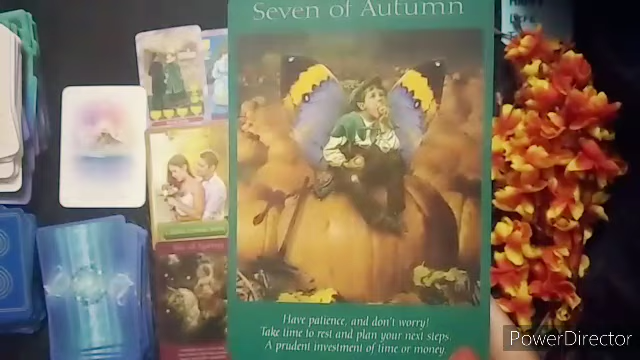 Seven of Autumn
Have patience, and don't worry!
Take time to rest and plan your next steps.
A prudent investment of time or money.
PowerDirector